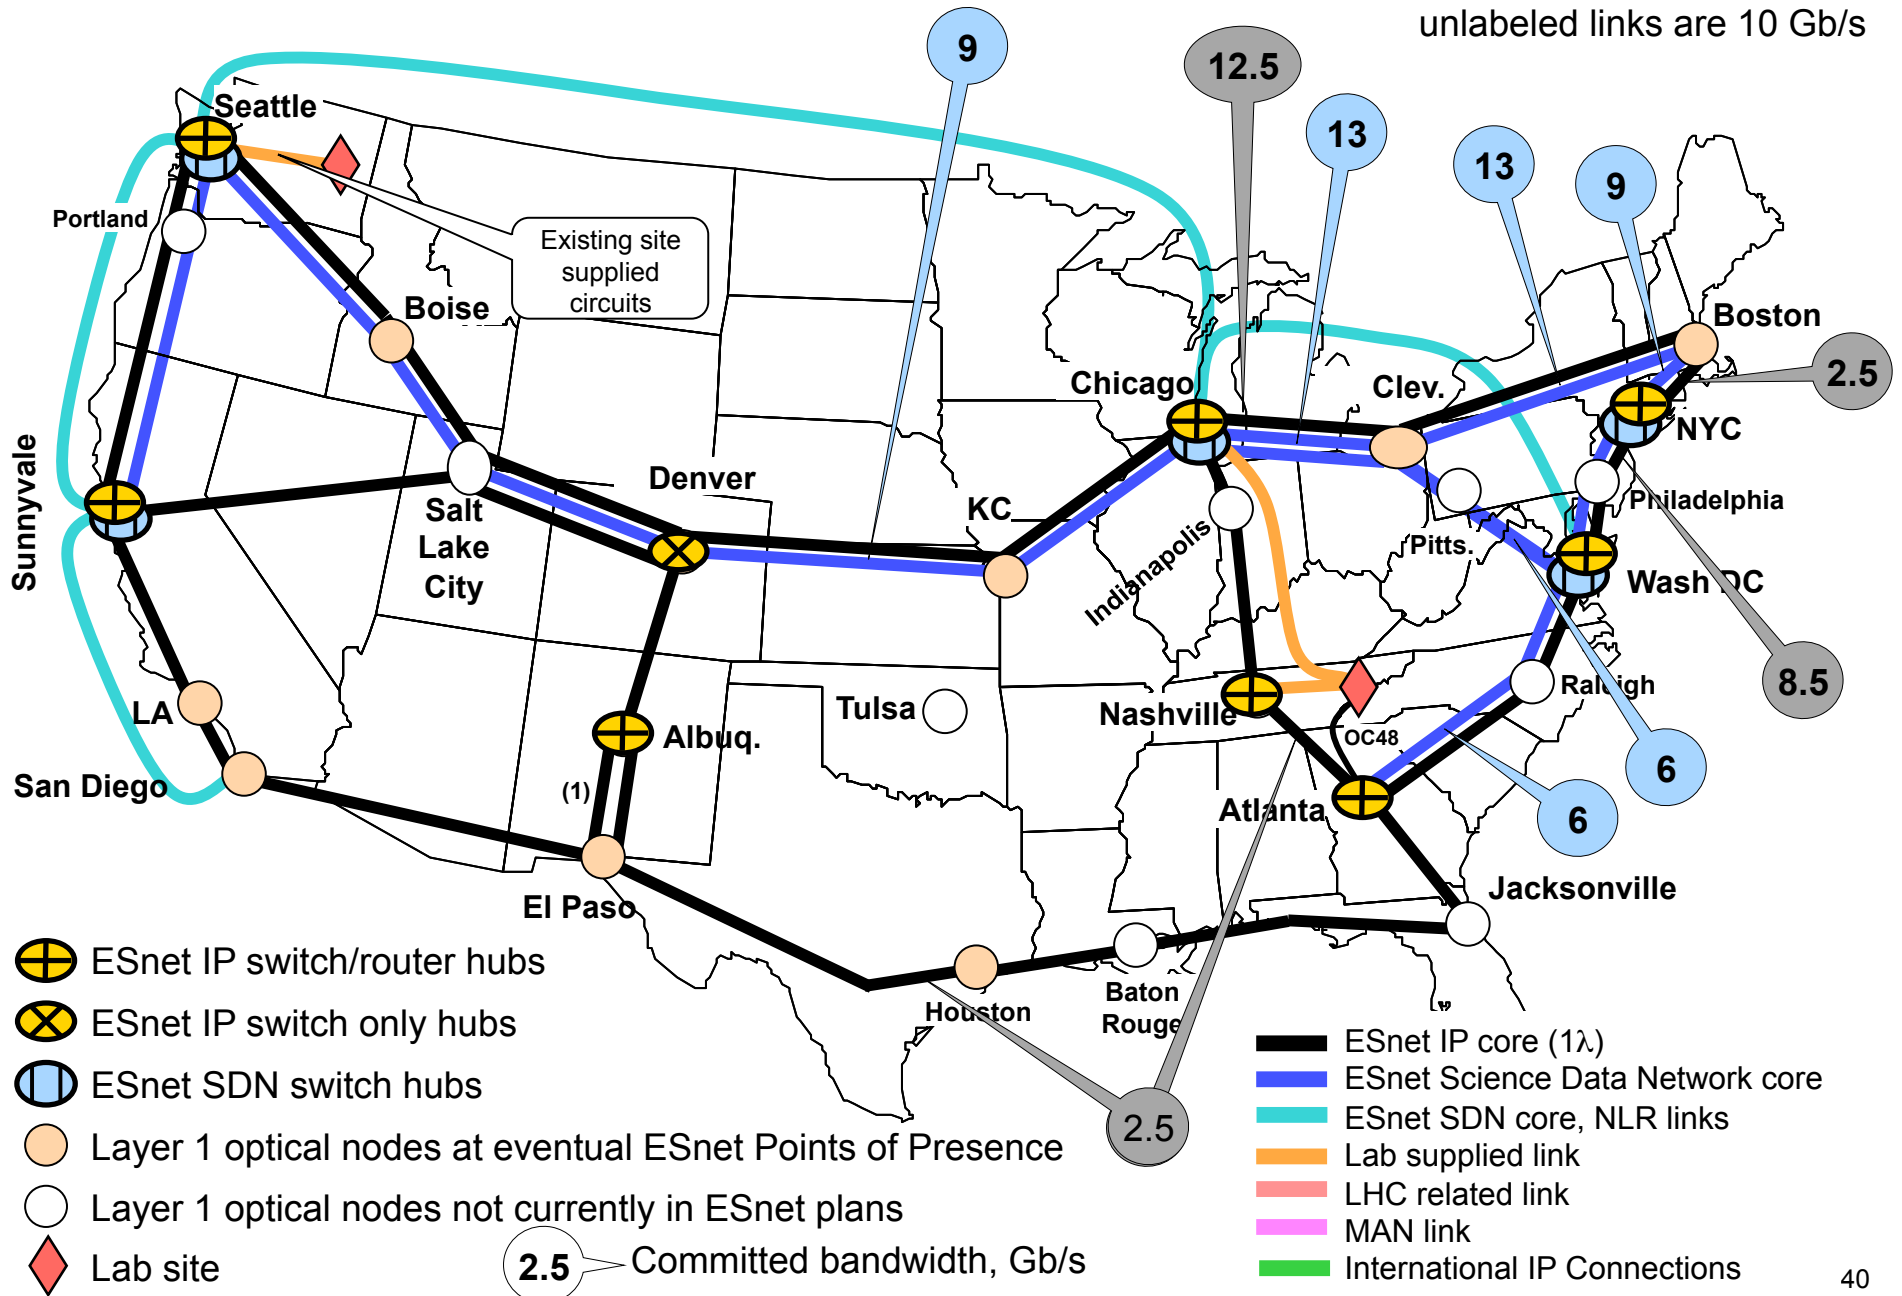 unlabeled links are 10 Gb/s
9
12.5
13
13
9
Seattle
Portland
Existing site
supplied
circuits
Boise
Boston
2.5
Chicago
Clev.
NYC
Sunnyvale
Denver
KC
Salt
Lake
City
Philadelphia
Indianapolis
Pitts.
Wash DC
8.5
LA
Tulsa
Nashville
Raleigh
OC48
Albuq.
San Diego
(1)
6
Atlanta
6
El Paso
Jacksonville
Houston
Baton
Rouge
2.5
ESnet IP switch/router hubs
ESnet IP switch only hubs
ESnet SDN switch hubs
Layer 1 optical nodes at eventual ESnet Points of Presence
Layer 1 optical nodes not currently in ESnet plans
Lab site
2.5
Committed bandwidth, Gb/s
ESnet IP core (1λ)
ESnet Science Data Network core
ESnet SDN core, NLR links
Lab supplied link
LHC related link
MAN link
International IP Connections
40